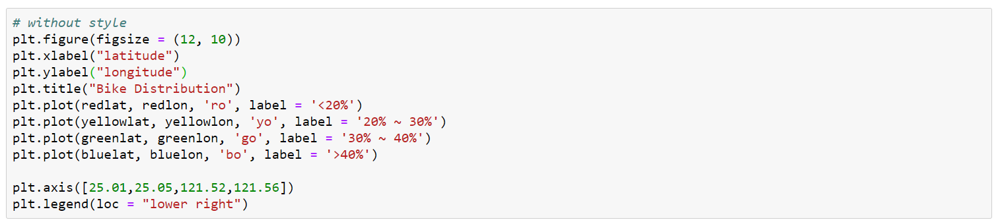 # without style
plt.figure(figsize = (12, 10))
plt.xlabel("latitude")
plt.ylabel("longitude")
plt.title("Bike Distribution")
plt.plot(redlat, redlon, 'ro', label = '<20%')
plt.plot(yellowlat, yellowlon, 'yo', label = '20% ~ 30%')
plt.plot(greenlat, greenlon, 'go', label = '30% ~ 40%')
plt.plot(bluelat, bluelon, 'bo', label = '>40%')
plt.axis([25.01,25.05,121.52,121.56])
plt.legend(loc = "lower right")